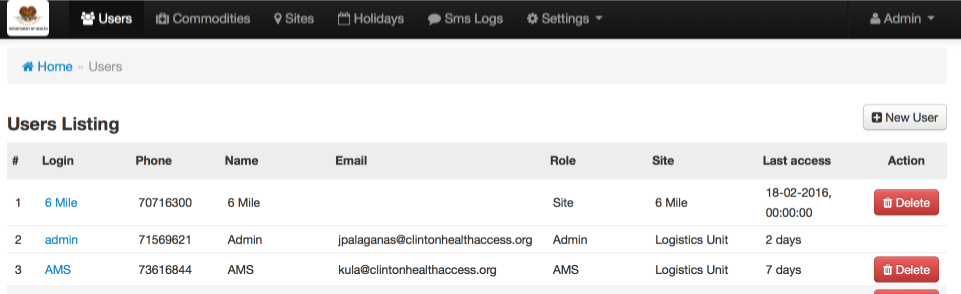 Users Commodities Sites Holidays Sms Logs Settings Admin
DEPARTMENT OF HEALTH
Home » Users
Users Listing
New User
# Login Phone Name Email Role Site Last access Action
1 6 Mile 70716300 6 Mile Site 6 Mile 18-02-2016, 00:00:00 Delete
2 admin 71569621 Admin jpalaganas@clintonhealthaccess.org Admin Logistics Unit 2 days
3 AMS 73616844 AMS kula@clintonhealthaccess.org AMS Logistics Unit 7 days Delete